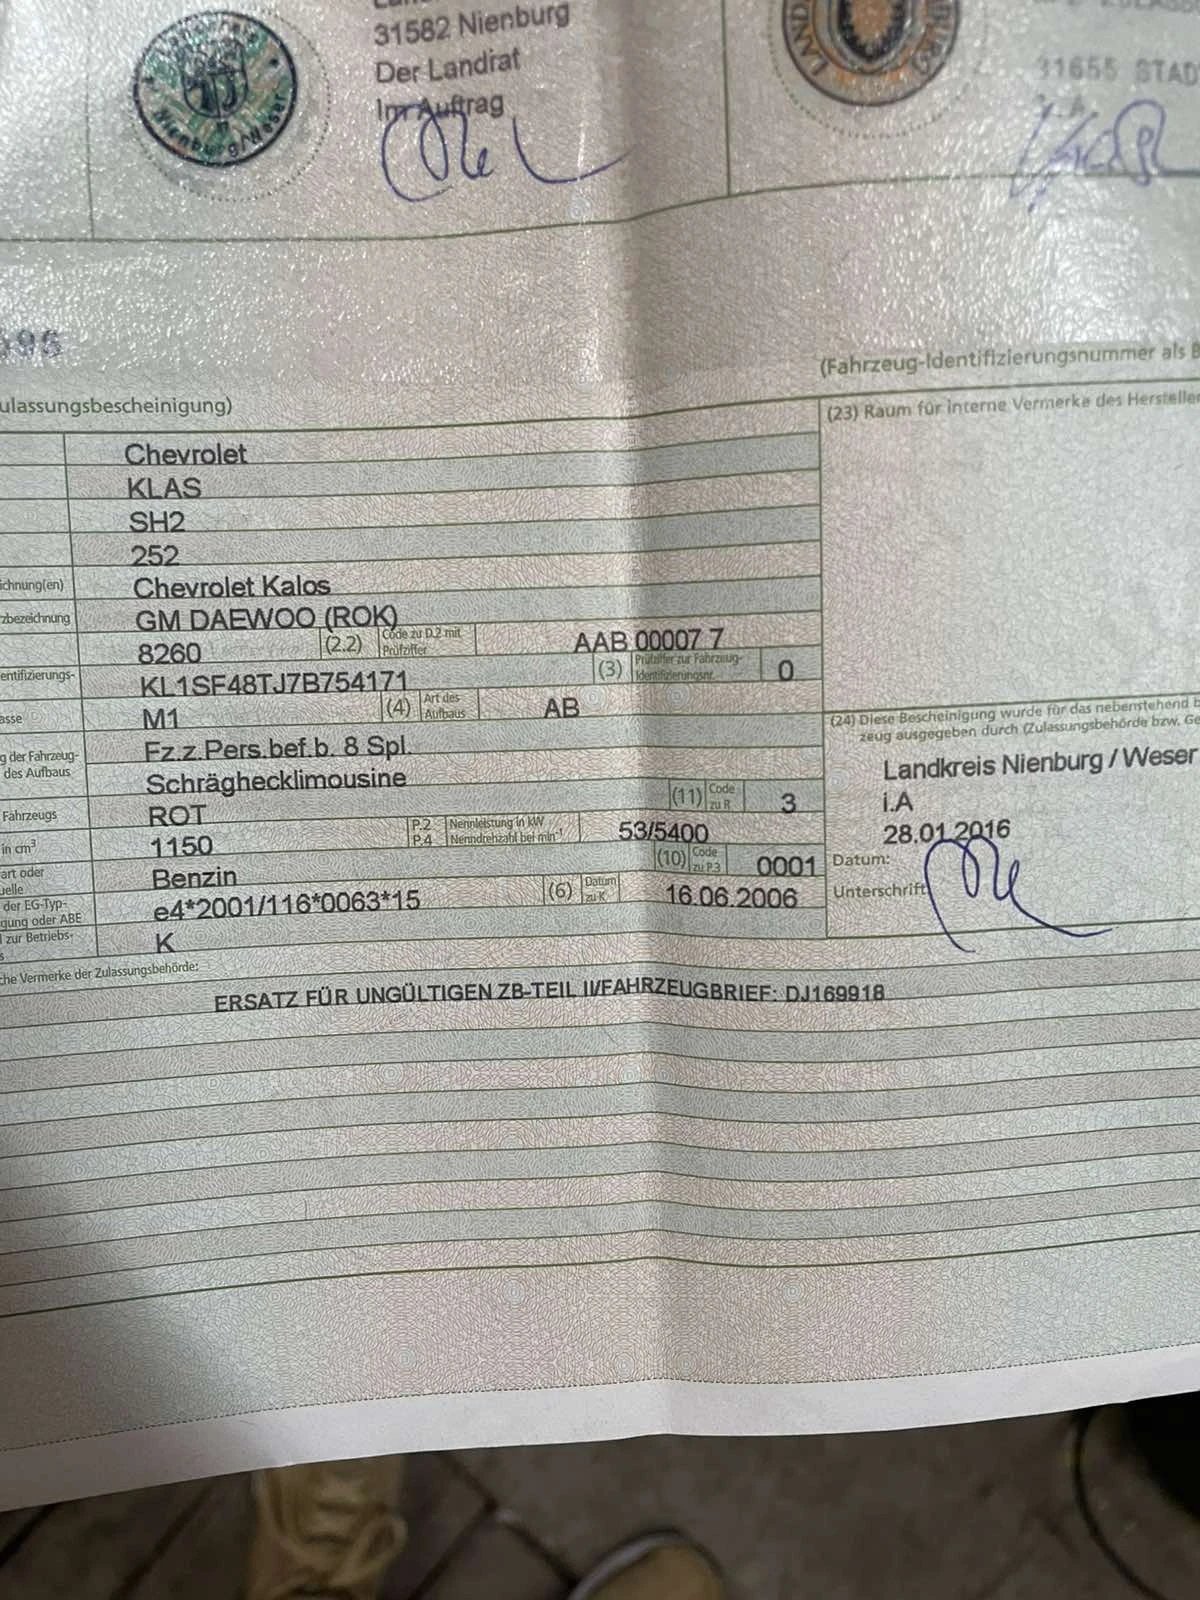 31582 Nienburg
Der Landrat
Im Auftrag
Nienburg/Weser
31655 STAD
(Fahrzeug-Identifizierungsnummer als B
ulassungsbescheinigung)
(23) Raum für interne Vermerke des Hersteller
Chevrolet
KLAS
SH2
252
ichnung(en) Chevrolet Kalos
zbezeichnung GM DAEWOO (ROK)
8260 (2.2) Code zu D.2 mit Prüfziffer AAB 00007 7
entifizierungs- KL1SF48TJ7B754171 (3) Prüfziffer zur Fahrzeug-Identifizierungsnr. 0
asse M1 (4) Art des Aufbaus AB
g der Fahrzeug- Fz.z.Pers.bef.b. 8 Spl.
des Aufbaus Schräghecklimousine
Fahrzeugs ROT (11) Code zu R 3
in cm³ 1150 P.2 Nennleistung in kW P.4 Nenndrehzahl bei min⁻¹ 53/5400
art oder
uelle Benzin (10) Code zu P.3 0001
der EG-Typ-
gung oder ABE e4*2001/116*0063*15 (6) Datum zu K 16.06.2006
l zur Betriebs-
s K
(24) Diese Bescheinigung wurde für das nebenstehend b
zeug ausgegeben durch (Zulassungsbehörde bzw. Ge
Landkreis Nienburg / Weser
i.A
28.01.2016
Datum:
Unterschrift
che Vermerke der Zulassungsbehörde:
ERSATZ FÜR UNGÜLTIGEN ZB-TEIL II/FAHRZEUGBRIEF: DJ169918